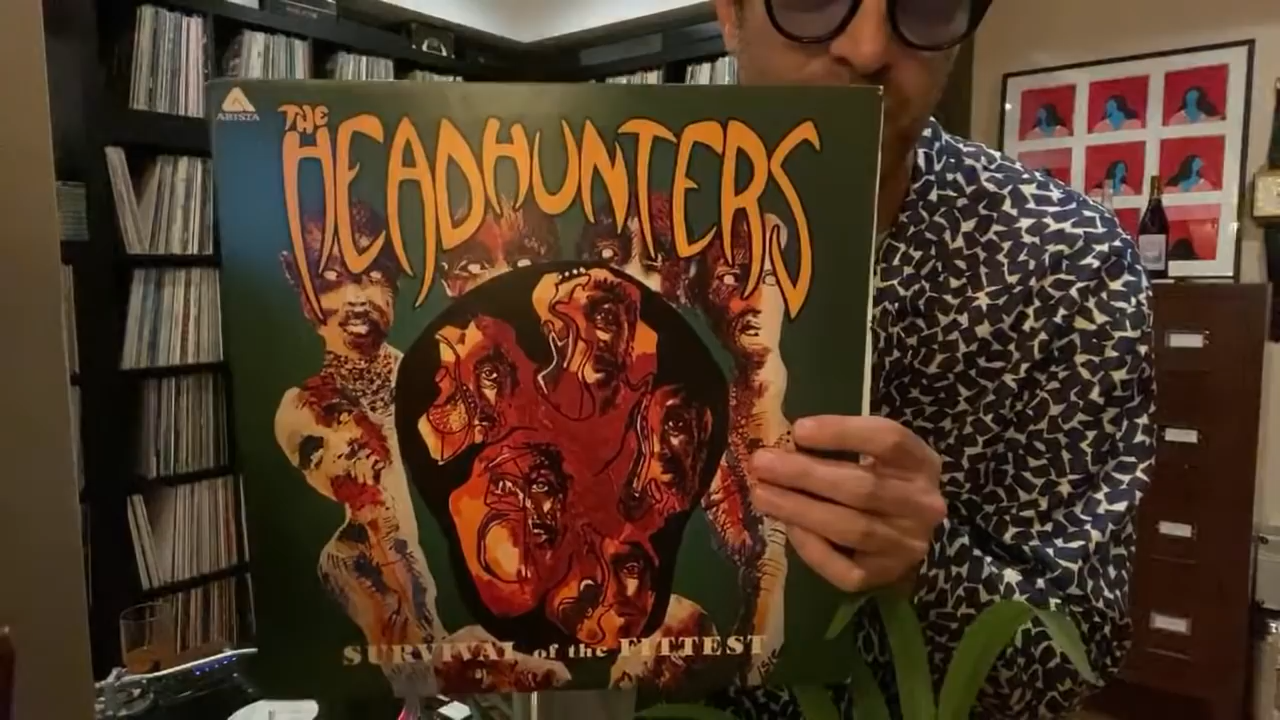 ARISTA
THE
HEADHUNTERS
SURVIVAL of the FITTEST